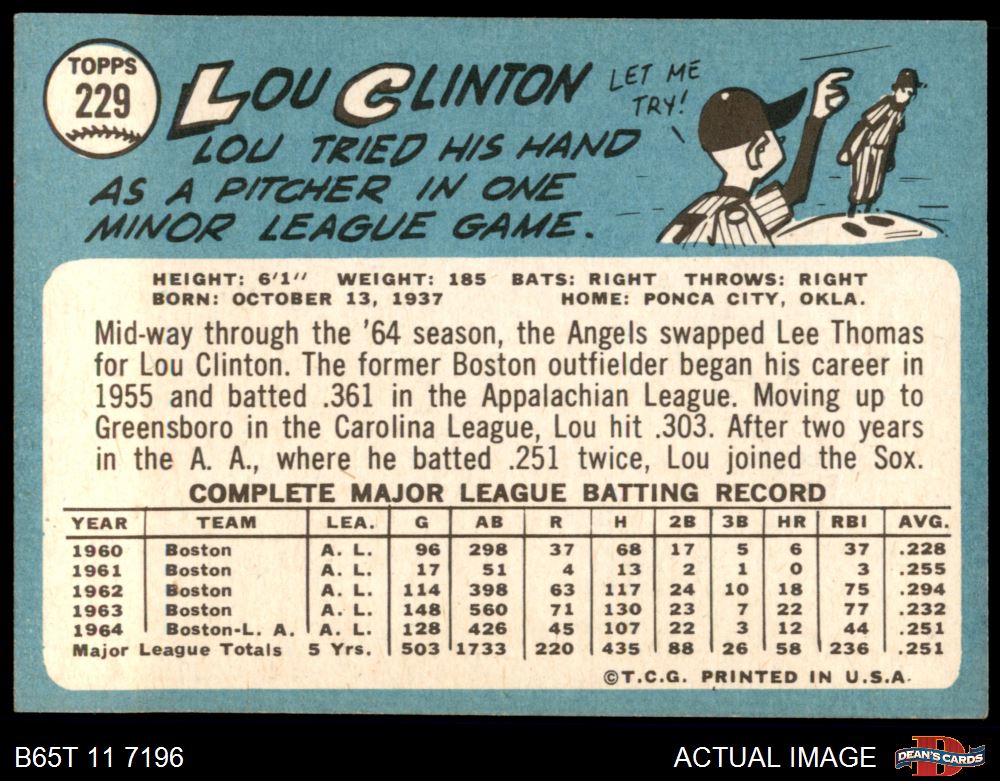 TOPPS
229
LOU CLINTON
LET ME
TRY!
LOU TRIED HIS HAND
AS A PITCHER IN ONE
MINOR LEAGUE GAME.
HEIGHT: 6'1" WEIGHT: 185 BATS: RIGHT THROWS: RIGHT
BORN: OCTOBER 13, 1937 HOME: PONCA CITY, OKLA.
Mid-way through the '64 season, the Angels swapped Lee Thomas
for Lou Clinton. The former Boston outfielder began his career in
1955 and batted .361 in the Appalachian League. Moving up to
Greensboro in the Carolina League, Lou hit .303. After two years
in the A. A., where he batted .251 twice, Lou joined the Sox.
COMPLETE MAJOR LEAGUE BATTING RECORD
YEAR TEAM LEA. G AB R H 2B 3B HR RBI AVG.
1960 Boston A. L. 96 298 37 68 17 5 6 37 .228
1961 Boston A. L. 17 51 4 13 2 1 0 3 .255
1962 Boston A. L. 114 398 63 117 24 10 18 75 .294
1963 Boston A. L. 148 560 71 130 23 7 22 77 .232
1964 Boston-L. A. A. L. 128 426 45 107 22 3 12 44 .251
Major League Totals 5 Yrs. 503 1733 220 435 88 26 58 236 .251
©T.C.G. PRINTED IN U.S.A.
B65T 11 7196
ACTUAL IMAGE
DEAN'S CARDS